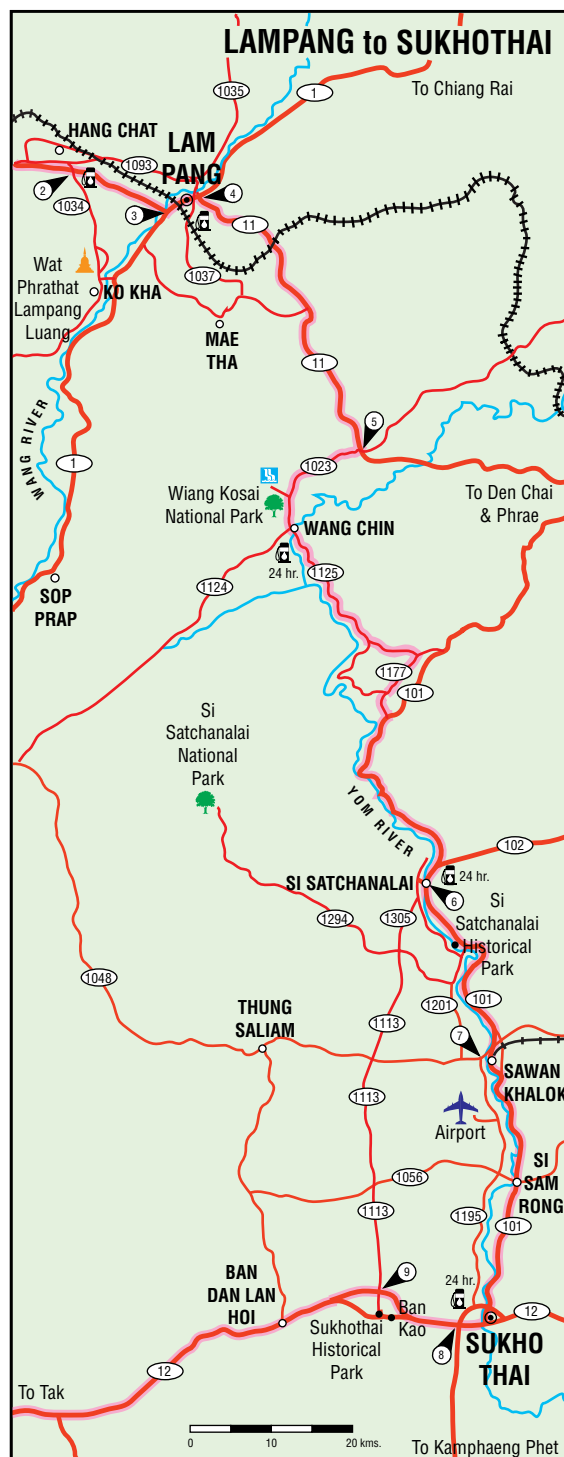 LAMPANG to SUKHOTHAI
1035
1
To Chiang Rai
HANG CHAT
LAM
PANG
1093
2
4
1034
3
11
Wat
Phrathat
Lampang
Luang
1037
KO KHA
MAE
THA
11
WANG RIVER
5
1
1023
Wiang Kosai
National Park
To Den Chai
& Phrae
WANG CHIN
24 hr.
1125
SOP
PRAP
1124
1177
101
Si
Satchanalai
National
Park
YOM RIVER
102
SI SATCHANALAI
24 hr.
6
Si
Satchanalai
Historical
Park
1294
1305
1048
101
1201
THUNG
SALIAM
1113
7
SAWAN
KHALOK
1113
Airport
1056
SI
SAM
RONG
1113
1195
101
BAN
DAN LAN
HOI
9
24 hr.
Ban
Kao
12
Sukhothai
Historical
Park
SUKHO
THAI
8
12
To Tak
0 10 20 kms.
To Kamphaeng Phet